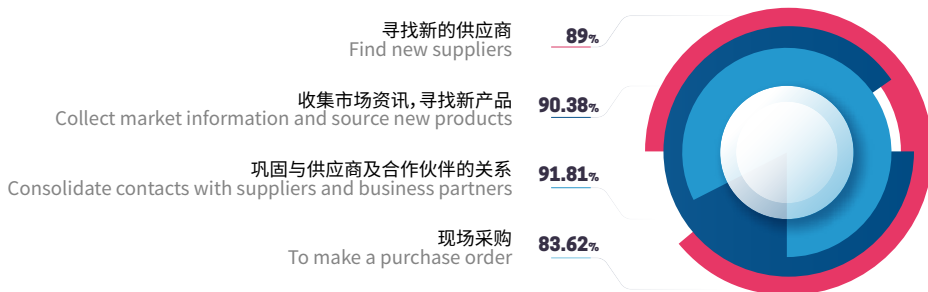 寻找新的供应商
Find new suppliers
89%
收集市场资讯,寻找新产品
Collect market information and source new products
90.38%
巩固与供应商及合作伙伴的关系
Consolidate contacts with suppliers and business partners
91.81%
现场采购
To make a purchase order
83.62%